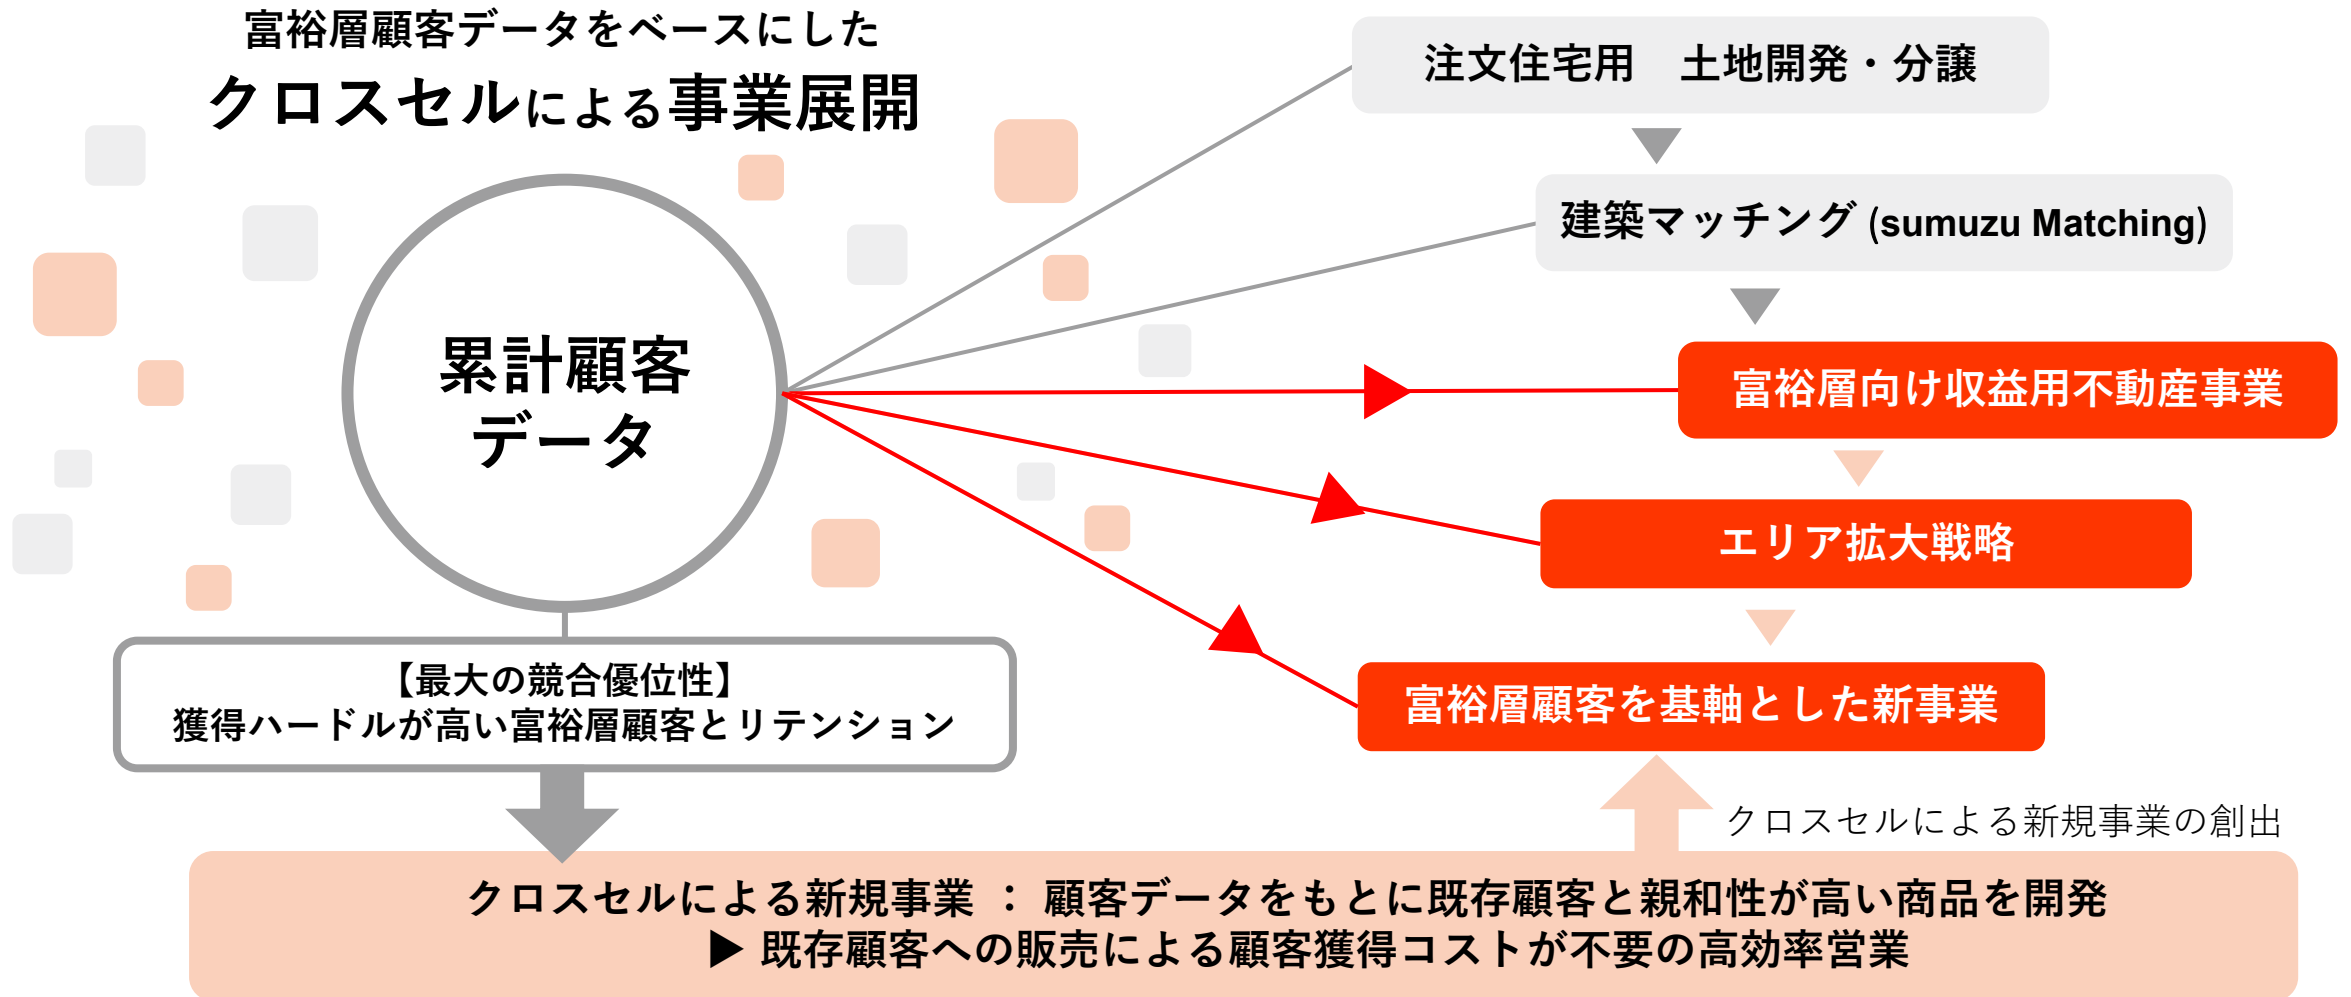 富裕層顧客データをベースにした
クロスセルによる事業展開
累計顧客
データ
【最大の競合優位性】
獲得ハードルが高い富裕層顧客とリテンション
注文住宅用　土地開発・分譲
建築マッチング (sumuzu Matching)
富裕層向け収益用不動産事業
エリア拡大戦略
富裕層顧客を基軸とした新事業
クロスセルによる新規事業の創出
クロスセルによる新規事業 ： 顧客データをもとに既存顧客と親和性が高い商品を開発
▶ 既存顧客への販売による顧客獲得コストが不要の高効率営業